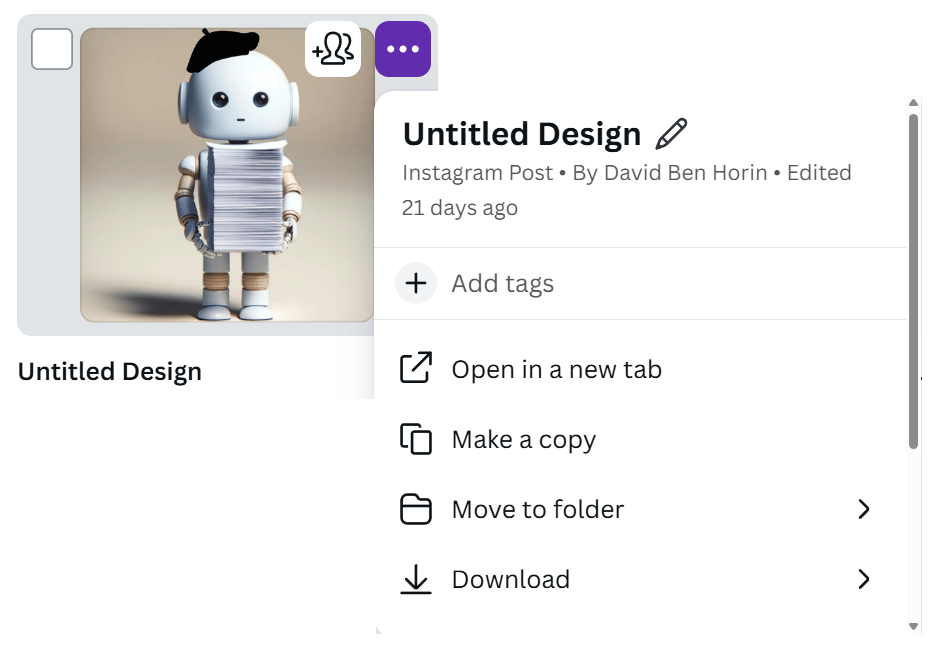 Untitled Design
Instagram Post • By David Ben Horin • Edited
21 days ago
Add tags
Untitled Design
Open in a new tab
Make a copy
Move to folder
Download